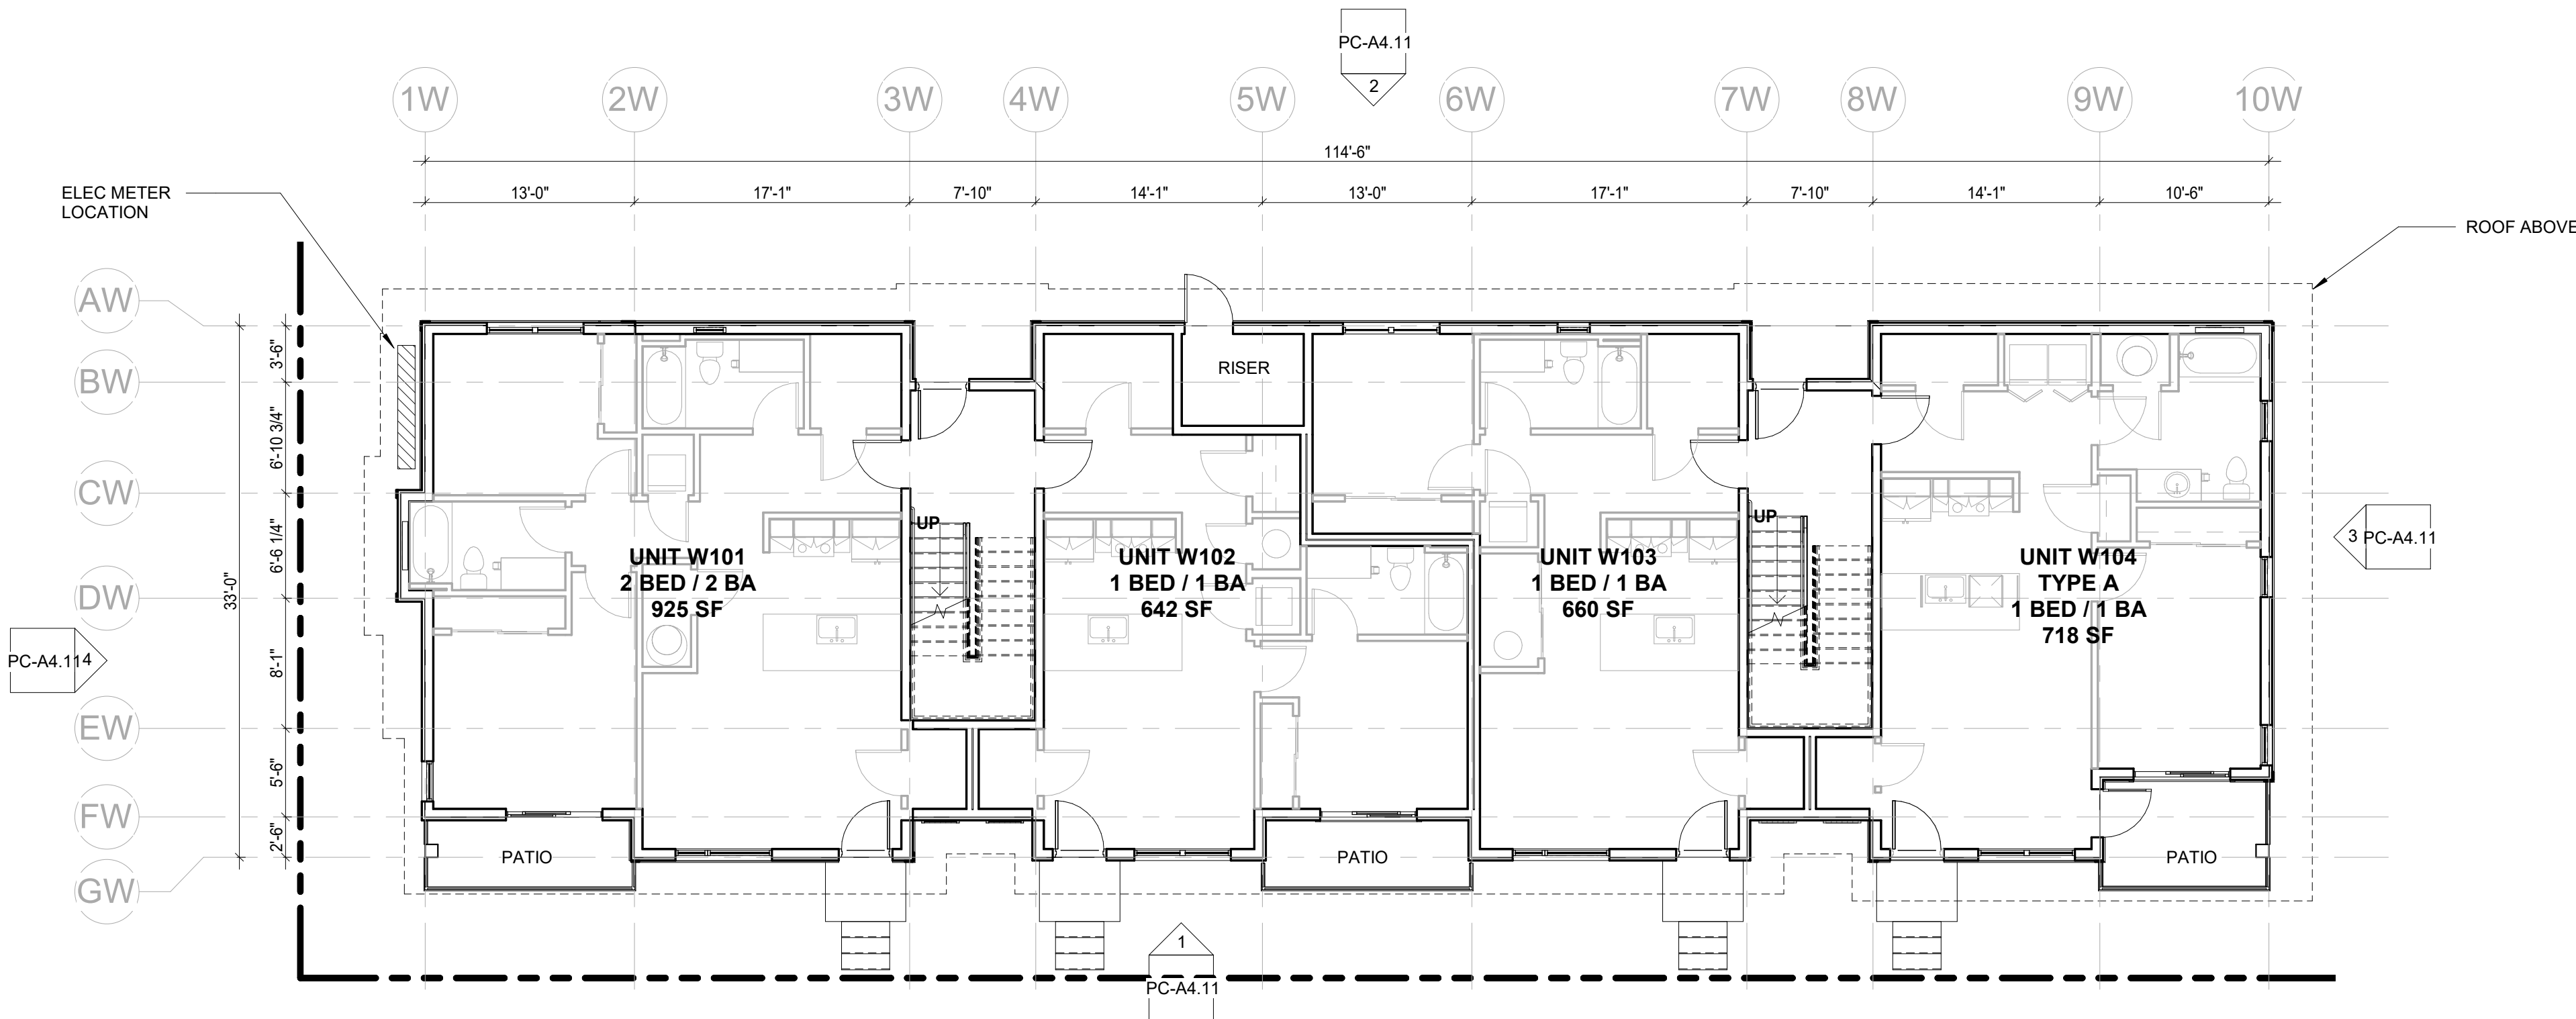 PC-A4.11
2
1W
2W
3W
4W
5W
6W
7W
8W
9W
10W
114'-6"
13'-0"
17'-1"
7'-10"
14'-1"
13'-0"
17'-1"
7'-10"
14'-1"
10'-6"
ELEC METER
LOCATION
ROOF ABOVE
AW
BW
CW
DW
EW
FW
GW
33'-0"
3'-6"
6'-10 3/4"
6'-6 1/4"
8'-1"
5'-6"
2'-6"
RISER
UP
UP
UNIT W101
2 BED / 2 BA
925 SF
UNIT W102
1 BED / 1 BA
642 SF
UNIT W103
1 BED / 1 BA
660 SF
UNIT W104
TYPE A
1 BED / 1 BA
718 SF
3
PC-A4.11
PC-A4.11
4
PATIO
PATIO
PATIO
1
PC-A4.11